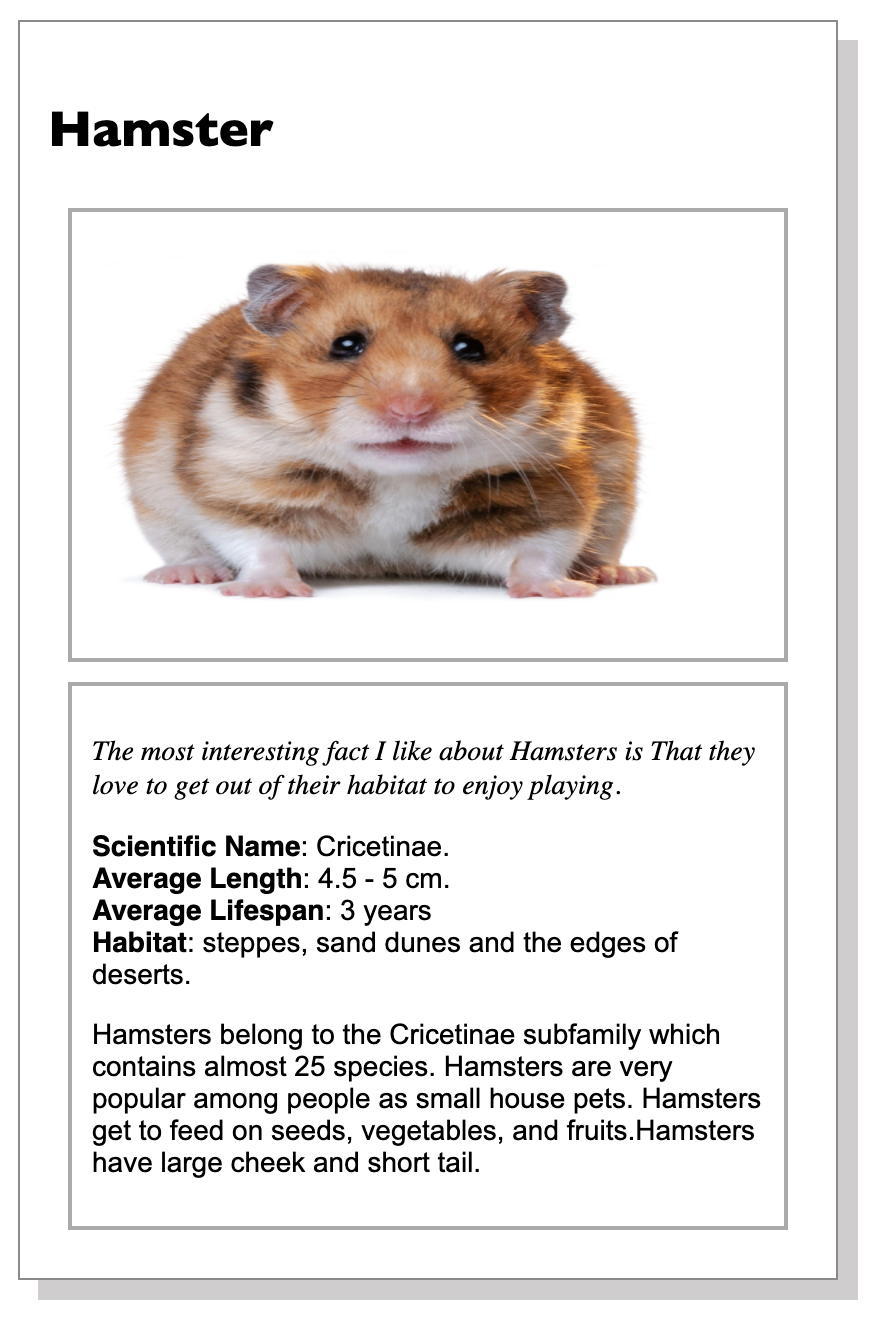 Hamster
The most interesting fact I like about Hamsters is That they
love to get out of their habitat to enjoy playing.
Scientific Name: Cricetinae.
Average Length: 4.5 - 5 cm.
Average Lifespan: 3 years
Habitat: steppes, sand dunes and the edges of
deserts.
Hamsters belong to the Cricetinae subfamily which
contains almost 25 species. Hamsters are very
popular among people as small house pets. Hamsters
get to feed on seeds, vegetables, and fruits.Hamsters
have large cheek and short tail.